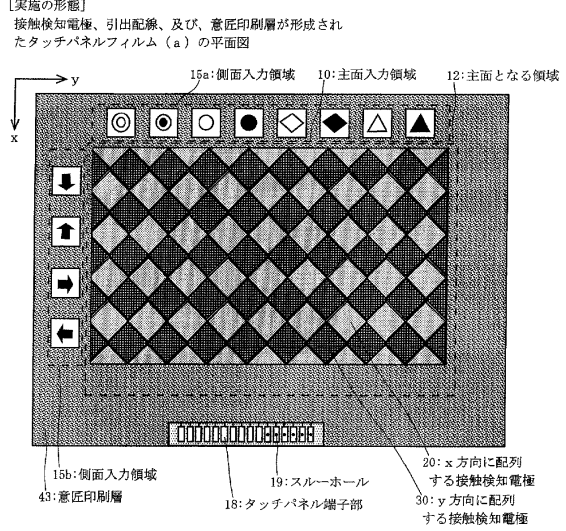 [実施の形態]
接触検知電極、引出配線、及び、意匠印刷層が形成され
たタッチパネルフィルム（a）の平面図
y
x
15a:側面入力領域
10:主面入力領域
12:主面となる領域
15b:側面入力領域
43:意匠印刷層
19:スルーホール
18:タッチパネル端子部
20:x方向に配列
する接触検知電極
30:y方向に配列
する接触検知電極